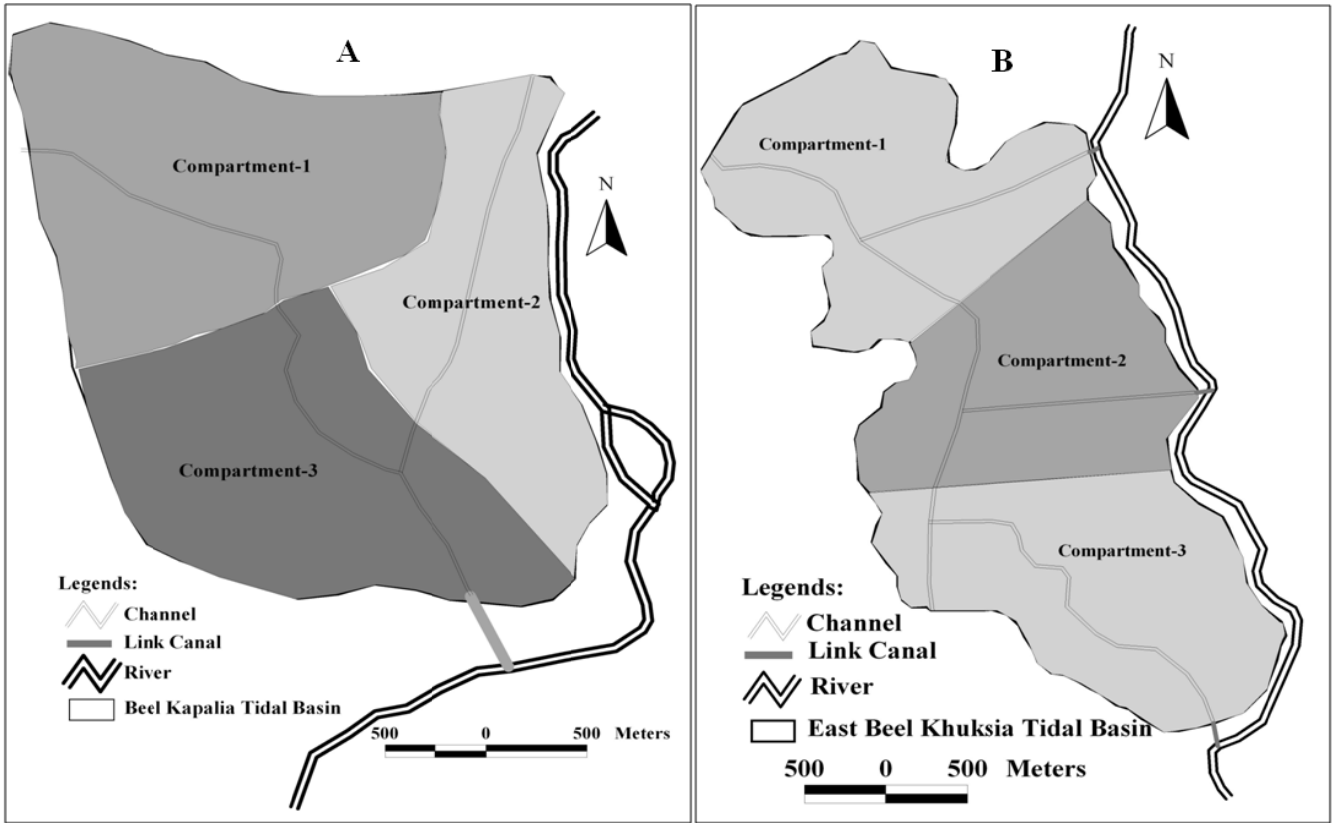 A
Compartment-1
N
Compartment-2
Compartment-3
Legends:
Channel
Link Canal
River
Beel Kapalia Tidal Basin
500 0 500 Meters
B
N
Compartment-1
Compartment-2
Compartment-3
Legends:
Channel
Link Canal
River
East Beel Khuksia Tidal Basin
500 0 500 Meters